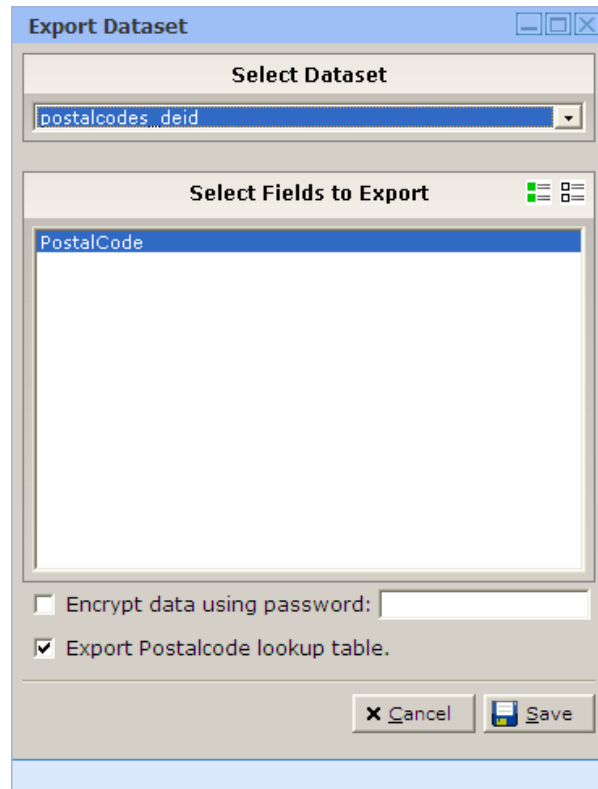 Export Dataset
Select Dataset
postalcodes_deid
Select Fields to Export
PostalCode
Encrypt data using password:
Export Postalcode lookup table.
Cancel
Save